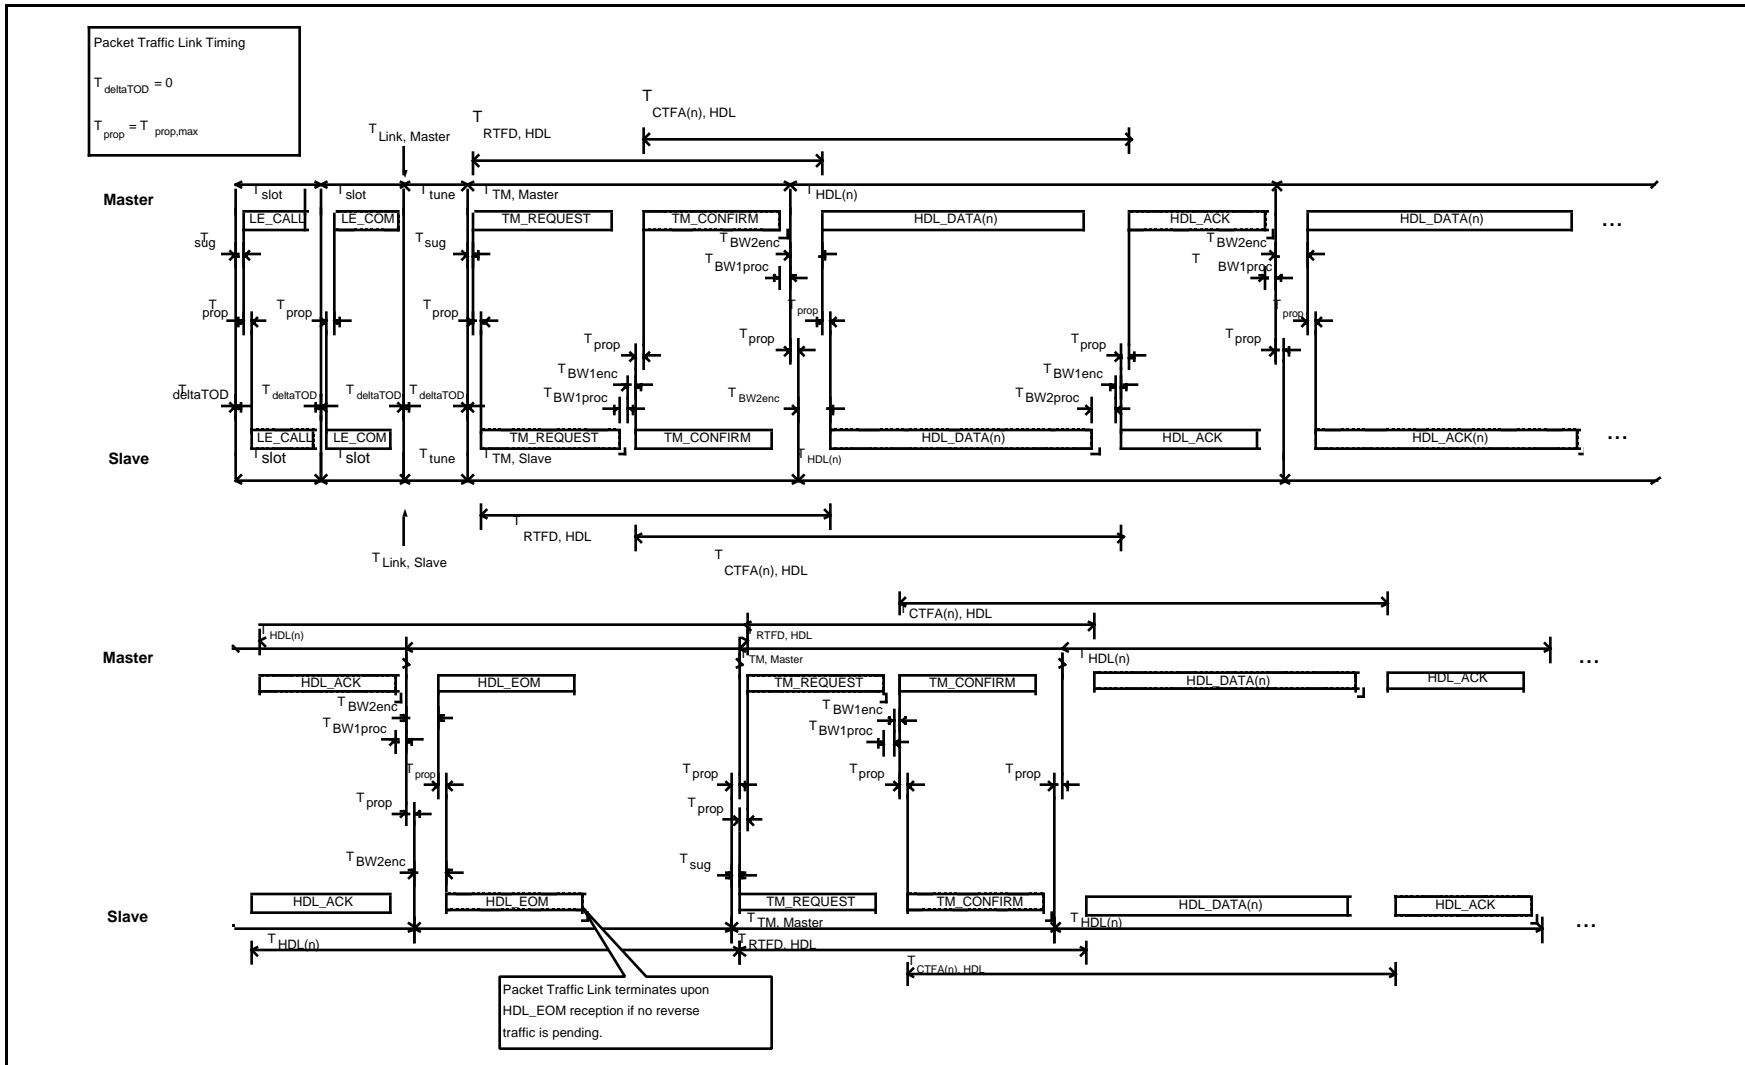 Packet Traffic Link Timing
T deltaTOD = 0
T prop = T prop,max
T Link, Master
T RTFD, HDL
T CTFA(n), HDL
Master
T slot
T slot
T tune
T TM, Master
T HDL(n)
LE_CALL
LE_COM
TM_REQUEST
TM_CONFIRM
HDL_DATA(n)
HDL_ACK
HDL_DATA(n)
...
T sug
T sug
T BW2enc
T BW1proc
T BW2enc
T BW1proc
T prop
T prop
T prop
T prop
T prop
T prop
T prop
T prop
T prop
T BW1enc
T BW1proc
T BW2enc
T BW1enc
T BW2proc
T deltaTOD
T deltaTOD
T deltaTOD
T deltaTOD
LE_CALL
LE_COM
TM_REQUEST
TM_CONFIRM
HDL_DATA(n)
HDL_ACK
HDL_ACK(n)
...
Slave
T slot
T slot
T tune
T TM, Slave
T HDL(n)
T RTFD, HDL
T CTFA(n), HDL
T Link, Slave
T CTFA(n), HDL
T HDL(n)
T RTFD, HDL
Master
T TM, Master
T HDL(n)
...
HDL_ACK
HDL_EOM
TM_REQUEST
TM_CONFIRM
HDL_DATA(n)
HDL_ACK
T BW2enc
T BW1proc
T BW1enc
T BW1proc
T prop
T prop
T prop
T prop
T prop
T prop
T BW2enc
T sug
HDL_ACK
HDL_EOM
TM_REQUEST
TM_CONFIRM
HDL_DATA(n)
HDL_ACK
Slave
T TM, Master
T HDL(n)
...
T HDL(n)
T RTFD, HDL
T CTFA(n), HDL
Packet Traffic Link terminates upon
HDL_EOM reception if no reverse
traffic is pending.